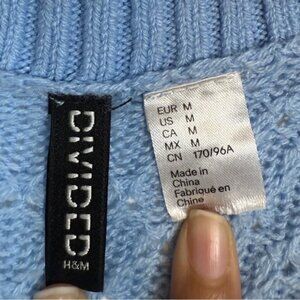 DIVIDED
H&M
EUR M
US M
CA M
MX M
CN 170/96A
Made in
China
Fabriqué en
Chine